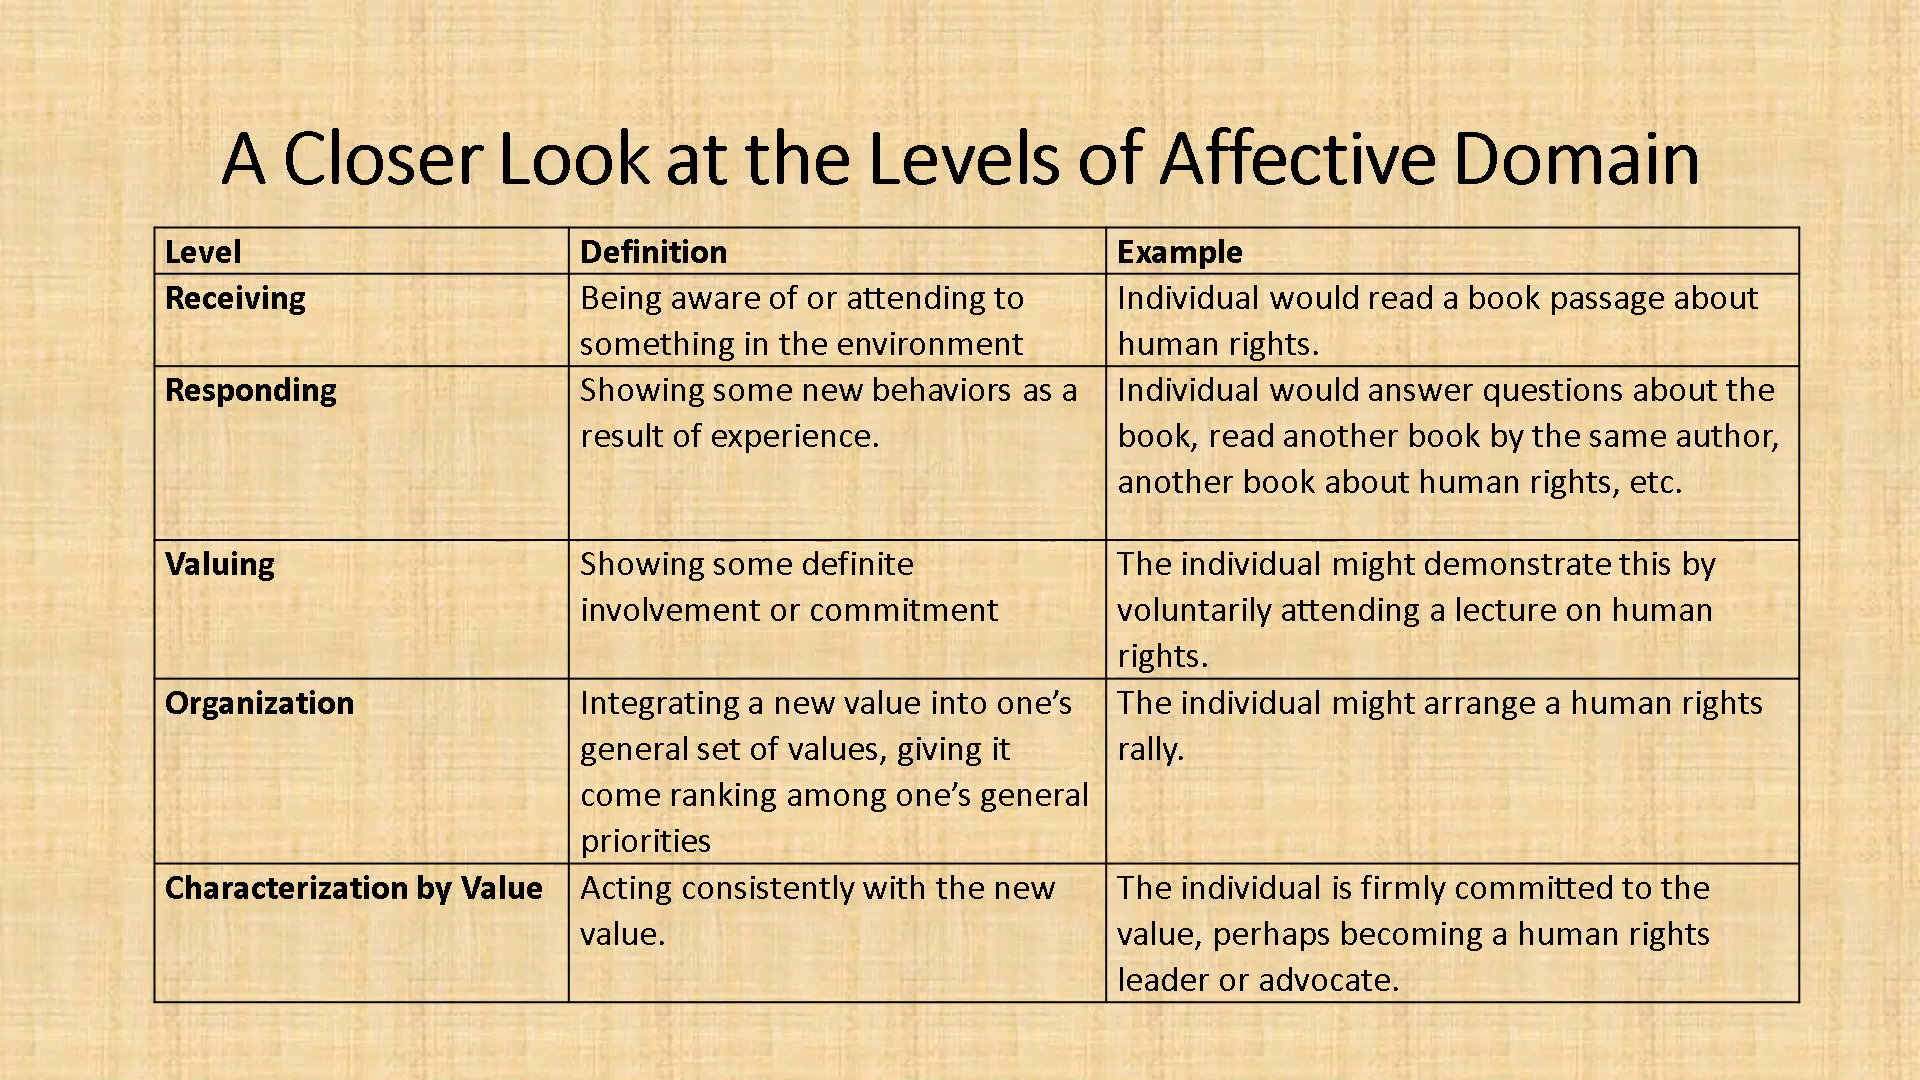 A Closer Look at the Levels of Affective Domain
Level
Definition
Example
Receiving
Being aware of or attending to
something in the environment
Individual would read a book passage about
human rights.
Responding
Showing some new behaviors as a
result of experience.
Individual would answer questions about the
book, read another book by the same author,
another book about human rights, etc.
Valuing
Showing some definite
involvement or commitment
The individual might demonstrate this by
voluntarily attending a lecture on human
rights.
Organization
Integrating a new value into one’s
general set of values, giving it
come ranking among one’s general
priorities
The individual might arrange a human rights
rally.
Characterization by Value
Acting consistently with the new
value.
The individual is firmly committed to the
value, perhaps becoming a human rights
leader or advocate.